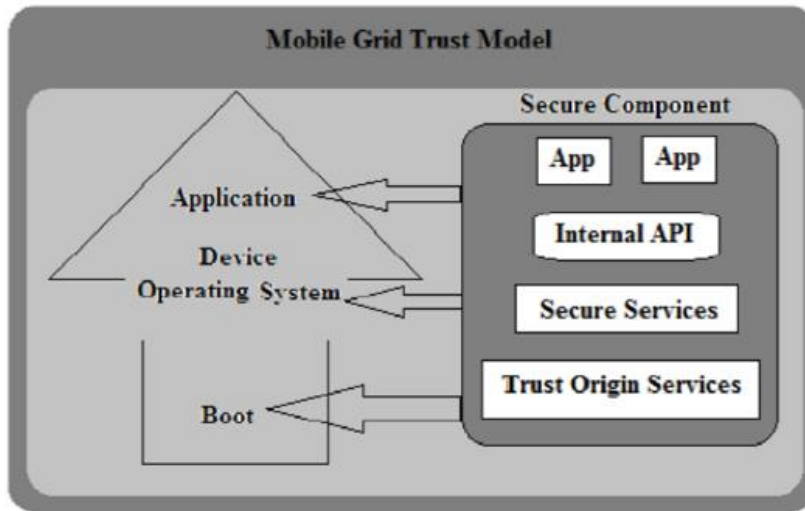 Mobile Grid Trust Model
Secure Component
App App
Application
Internal API
Device
Operating System
Secure Services
Trust Origin Services
Boot